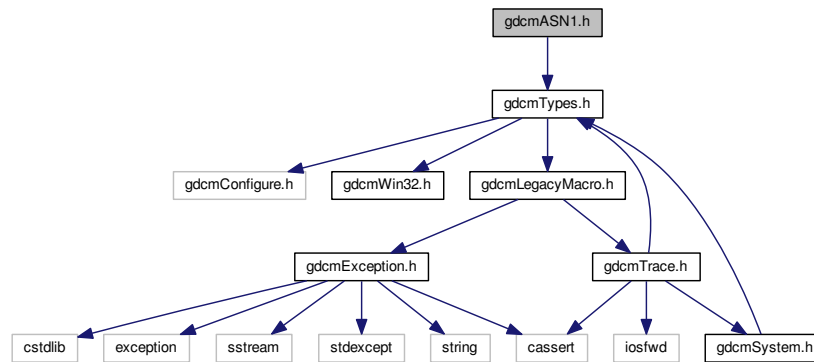 gdcmASN1.h
gdcmTypes.h
gdcmConfigure.h
gdcmWin32.h
gdcmLegacyMacro.h
gdcmException.h
gdcmTrace.h
cstdlib
exception
sstream
stdexcept
string
cassert
iosfwd
gdcmSystem.h